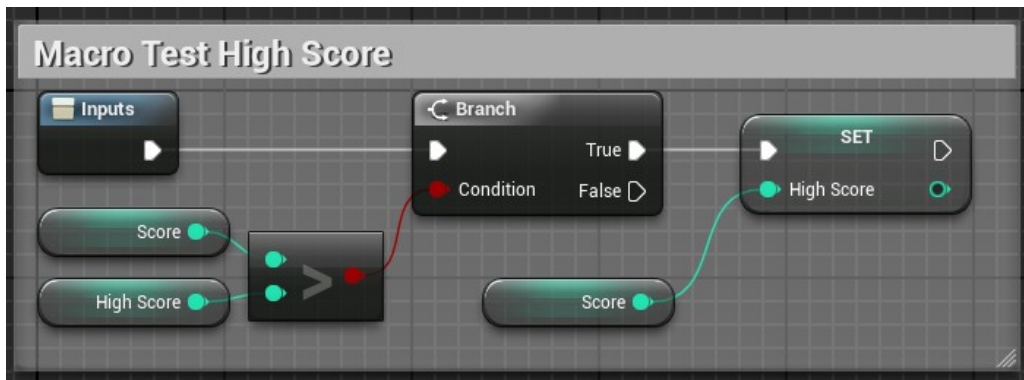 Macro Test High Score
Inputs
Branch
True
SET
Condition
False
High Score
Score
>
High Score
Score